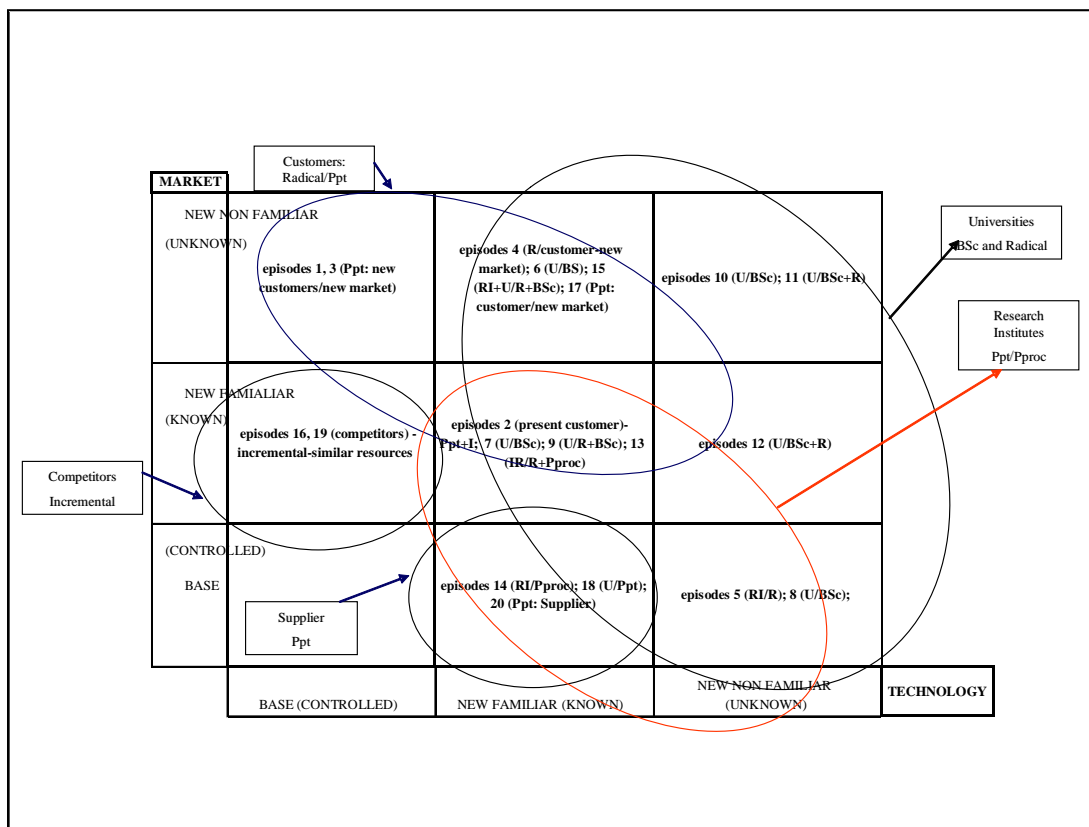 Customers:
Radical/Ppt
MARKET
NEW NON FAMILIAR
(UNKNOWN)
Universities
BSc and Radical
episodes 1, 3 (Ppt: new
customers/new market)
episodes 4 (R/customer-new
market); 6 (U/BS); 15
(RI+U/R+BSc); 17 (Ppt:
customer/new market)
episodes 10 (U/BSc); 11 (U/BSc+R)
Research
Institutes
Ppt/Pproc
NEW FAMIALIAR
(KNOWN)
episodes 16, 19 (competitors) -
incremental-similar resources
episodes 2 (present customer)-
Ppt+I; 7 (U/BSc); 9 (U/R+BSc); 13
(IR/R+Pproc)
episodes 12 (U/BSc+R)
Competitors
Incremental
(CONTROLLED)
BASE
episodes 14 (RI/Pproc); 18 (U/Ppt);
20 (Ppt: Supplier)
episodes 5 (RI/R); 8 (U/BSc);
Supplier
Ppt
BASE (CONTROLLED)
NEW FAMILIAR (KNOWN)
NEW NON FAMILIAR
(UNKNOWN)
TECHNOLOGY